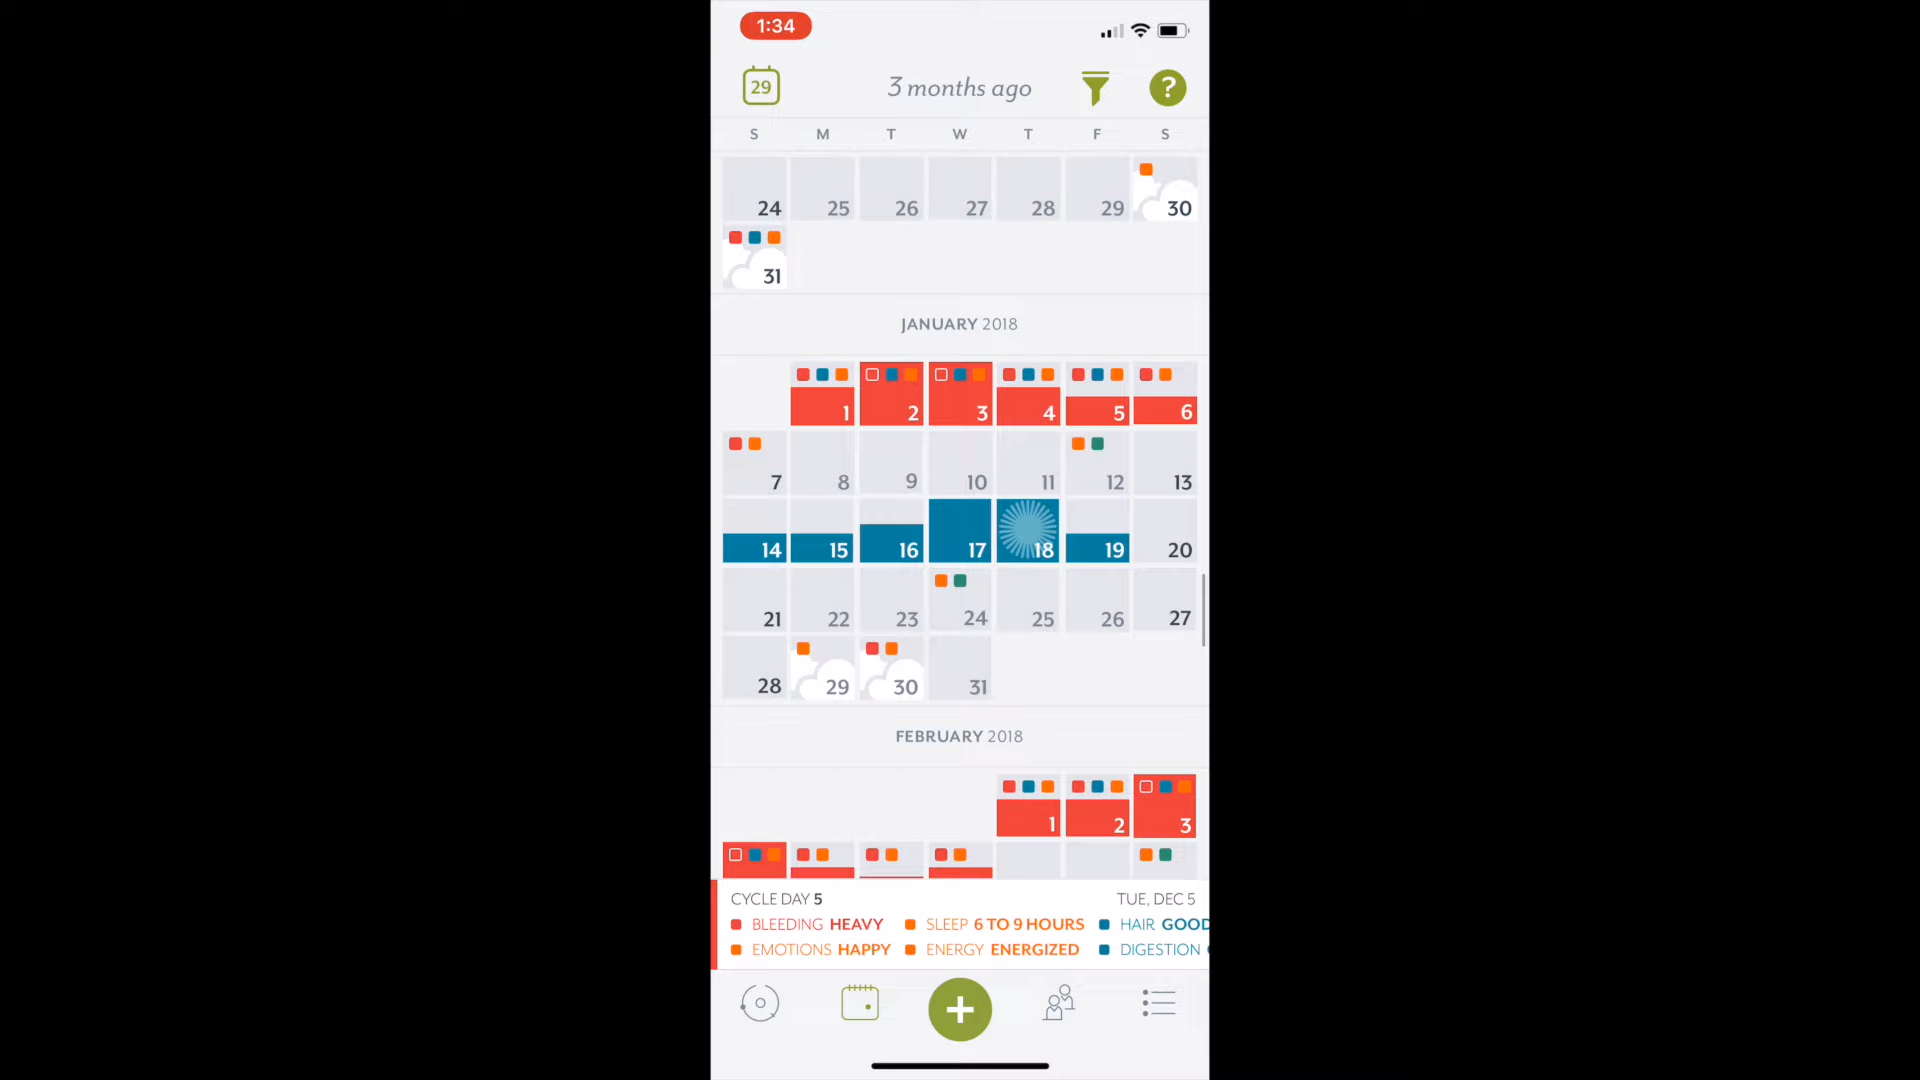 1:34
29 3 months ago ?
S M T W T F S
24 25 26 27 28 29 30
31
JANUARY 2018
1 2 3 4 5 6
7 8 9 10 11 12 13
14 15 16 17 18 19 20
21 22 23 24 25 26 27
28 29 30 31
FEBRUARY 2018
1 2 3
CYCLE DAY 5 TUE, DEC 5
BLEEDING HEAVY SLEEP 6 TO 9 HOURS HAIR GOOD
EMOTIONS HAPPY ENERGY ENERGIZED DIGESTION